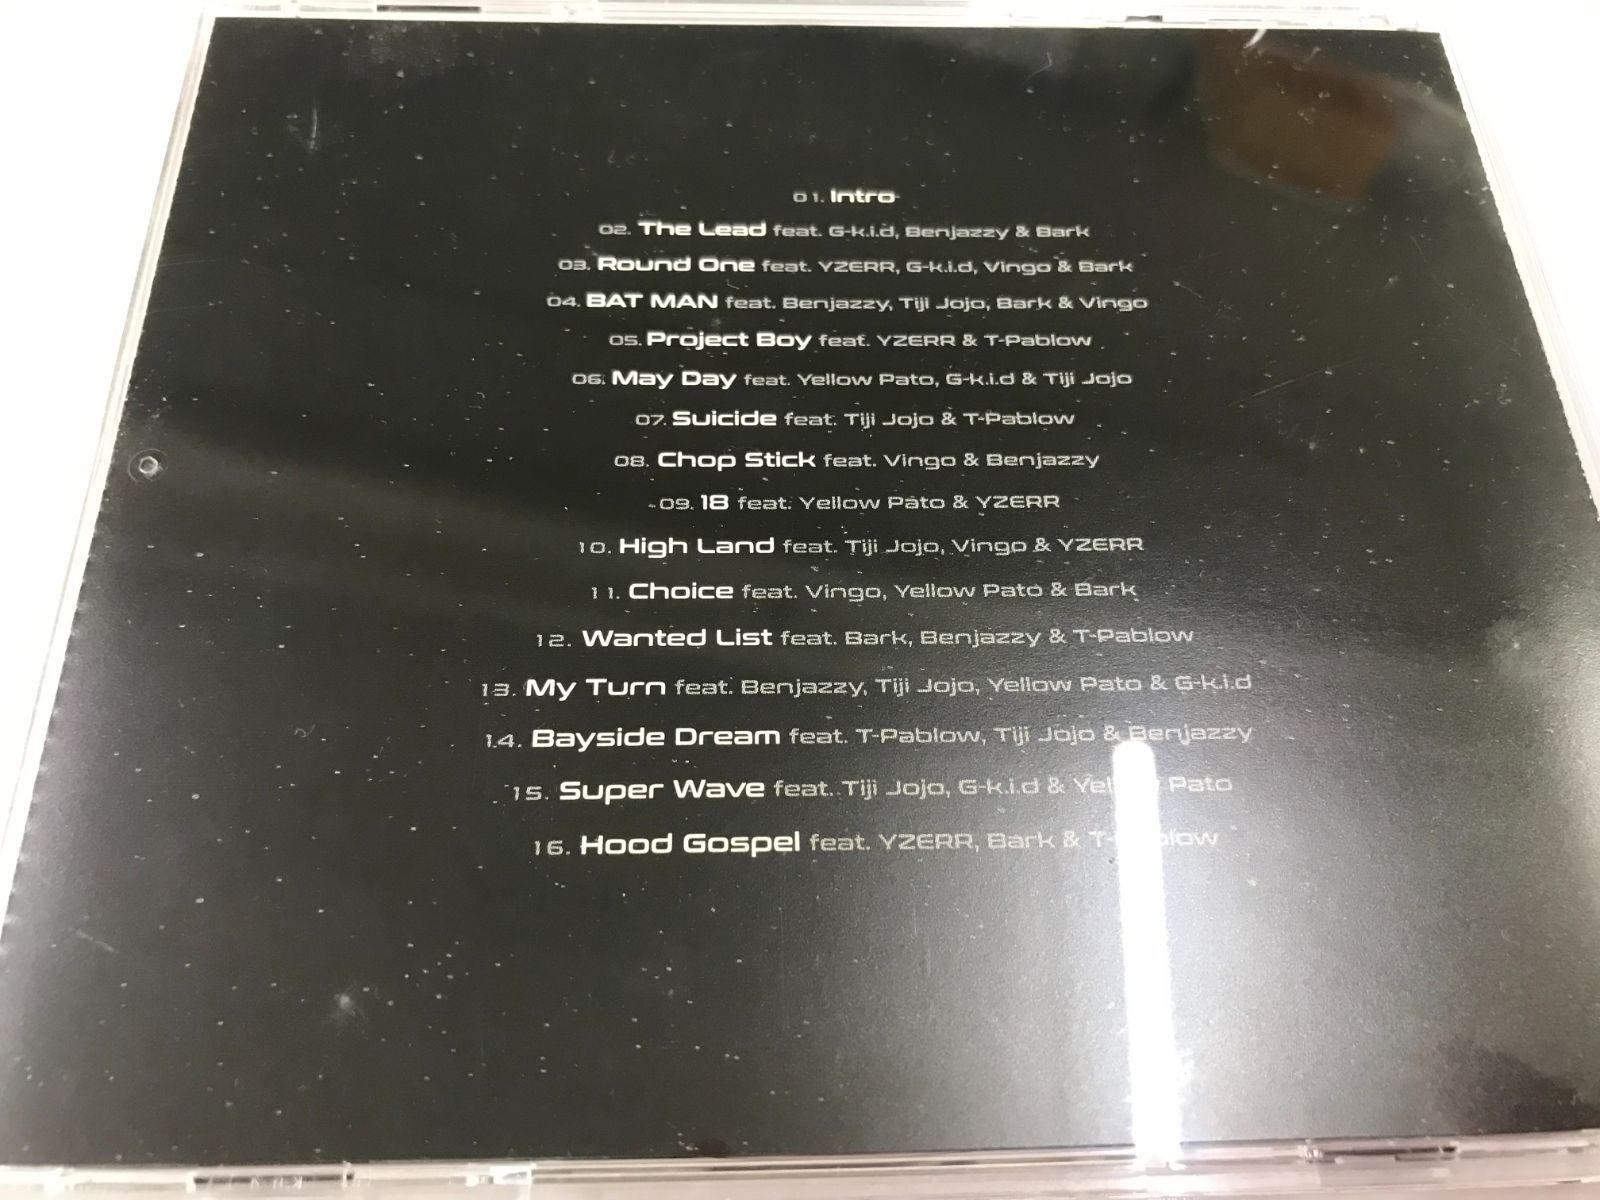 01. Intro
02. The Lead feat. G-k.i.d, Benjazzy & Bark
03. Round One feat. YZERR, G-k.i.d, Vingo & Bark
04. BAT MAN feat. Benjazzy, Tiji Jojo, Bark & Vingo
05. Project Boy feat. YZERR & T-Pablow
06. May Day feat. Yellow Pato, G-k.i.d & Tiji Jojo
07. Suicide feat. Tiji Jojo & T-Pablow
08. Chop Stick feat. Vingo & Benjazzy
09. 18 feat. Yellow Pato & YZERR
10. High Land feat. Tiji Jojo, Vingo & YZERR
11. Choice feat. Vingo, Yellow Pato & Bark
12. Wanted List feat. Bark, Benjazzy & T-Pablow
13. My Turn feat. Benjazzy, Tiji Jojo, Yellow Pato & G-k.i.d
14. Bayside Dream feat. T-Pablow, Tiji Jojo & Benjazzy
15. Super Wave feat. Tiji Jojo, G-k.i.d & Yellow Pato
16. Hood Gospel feat. YZERR, Bark & T-Pablow